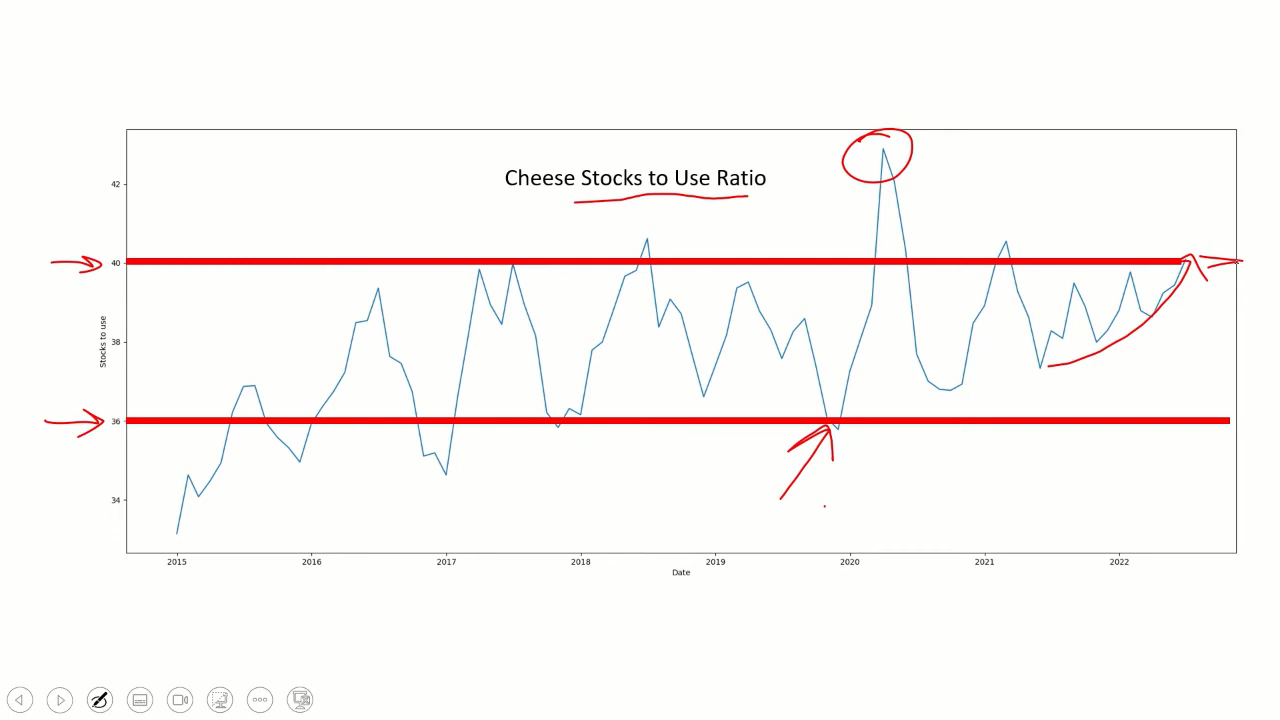 Cheese Stocks to Use Ratio
42
40
38
36
34
Stocks to use
2015 2016 2017 2018 2019 2020 2021 2022
Date